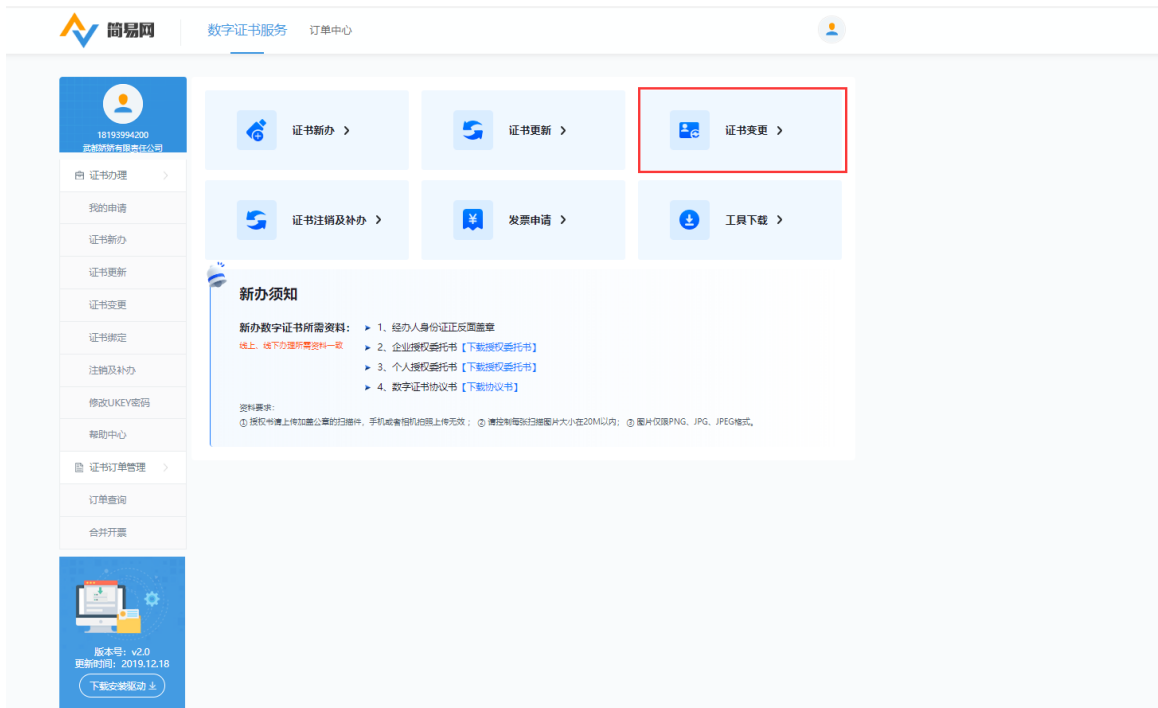 简易网
数字证书服务
订单中心
18193994200
武都娇娇有限责任公司
证书办理
我的申请
证书新办
证书更新
证书变更
证书绑定
注销及补办
修改UKEY密码
帮助中心
证书订单管理
订单查询
合并开票
版本号：v2.0
更新时间：2019.12.18
下载安装驱动
证书新办
证书更新
证书变更
证书注销及补办
发票申请
工具下载
新办须知
新办数字证书所需资料：
线上、线下办理所需资料一致
➤ 1、经办人身份证正反面盖章
➤ 2、企业授权委托书【下载授权委托书】
➤ 3、个人授权委托书【下载授权委托书】
➤ 4、数字证书协议书【下载协议书】
资料要求：
① 授权书请上传加盖公章的扫描件，手机或者相机拍照上传无效； ② 请控制每张扫描图片大小在20M以内； ③ 图片仅限PNG、JPG、JPEG格式。